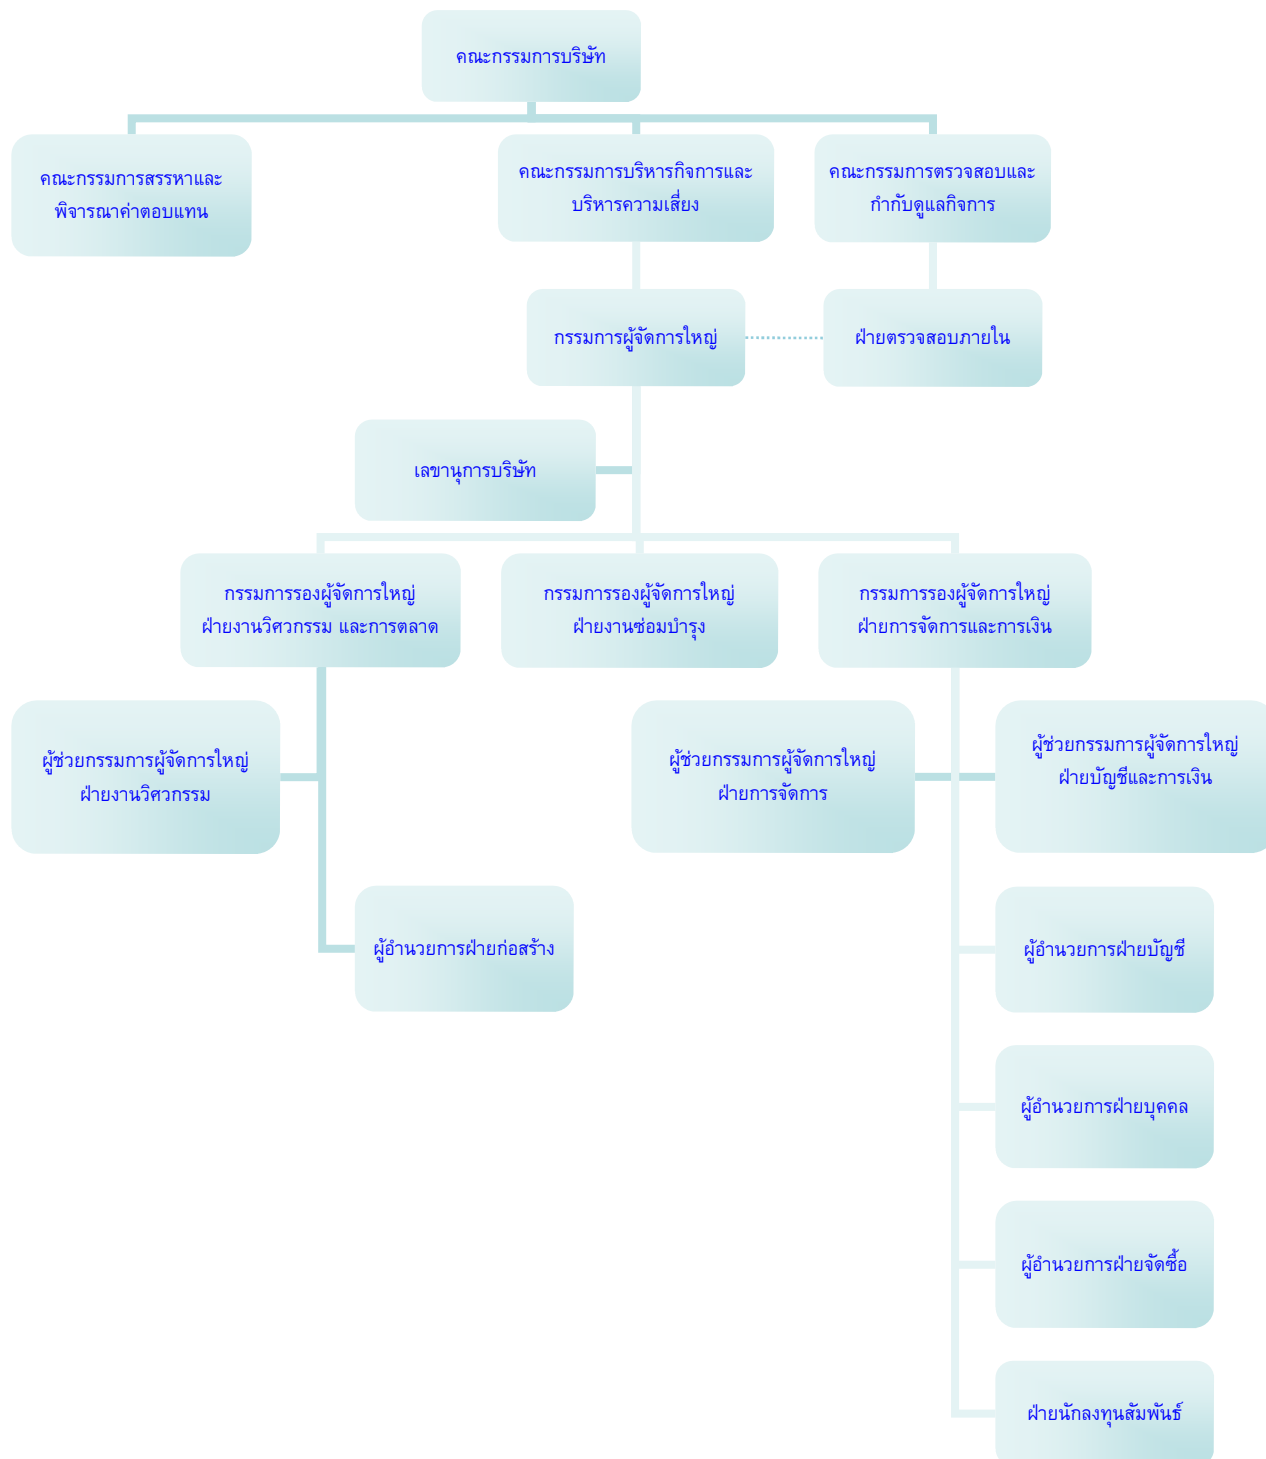 คณะกรรมการบริษัท
คณะกรรมการสรรหาและ
พิจารณาค่าตอบแทน
คณะกรรมการบริหารกิจการและ
บริหารความเสี่ยง
คณะกรรมการตรวจสอบและ
กำกับดูแลกิจการ
กรรมการผู้จัดการใหญ่
ฝ่ายตรวจสอบภายใน
เลขานุการบริษัท
กรรมการรองผู้จัดการใหญ่
ฝ่ายงานวิศวกรรม และการตลาด
กรรมการรองผู้จัดการใหญ่
ฝ่ายงานซ่อมบำรุง
กรรมการรองผู้จัดการใหญ่
ฝ่ายการจัดการและการเงิน
ผู้ช่วยกรรมการผู้จัดการใหญ่
ฝ่ายงานวิศวกรรม
ผู้ช่วยกรรมการผู้จัดการใหญ่
ฝ่ายการจัดการ
ผู้ช่วยกรรมการผู้จัดการใหญ่
ฝ่ายบัญชีและการเงิน
ผู้อำนวยการฝ่ายก่อสร้าง
ผู้อำนวยการฝ่ายบัญชี
ผู้อำนวยการฝ่ายบุคคล
ผู้อำนวยการฝ่ายจัดซื้อ
ฝ่ายนักลงทุนสัมพันธ์